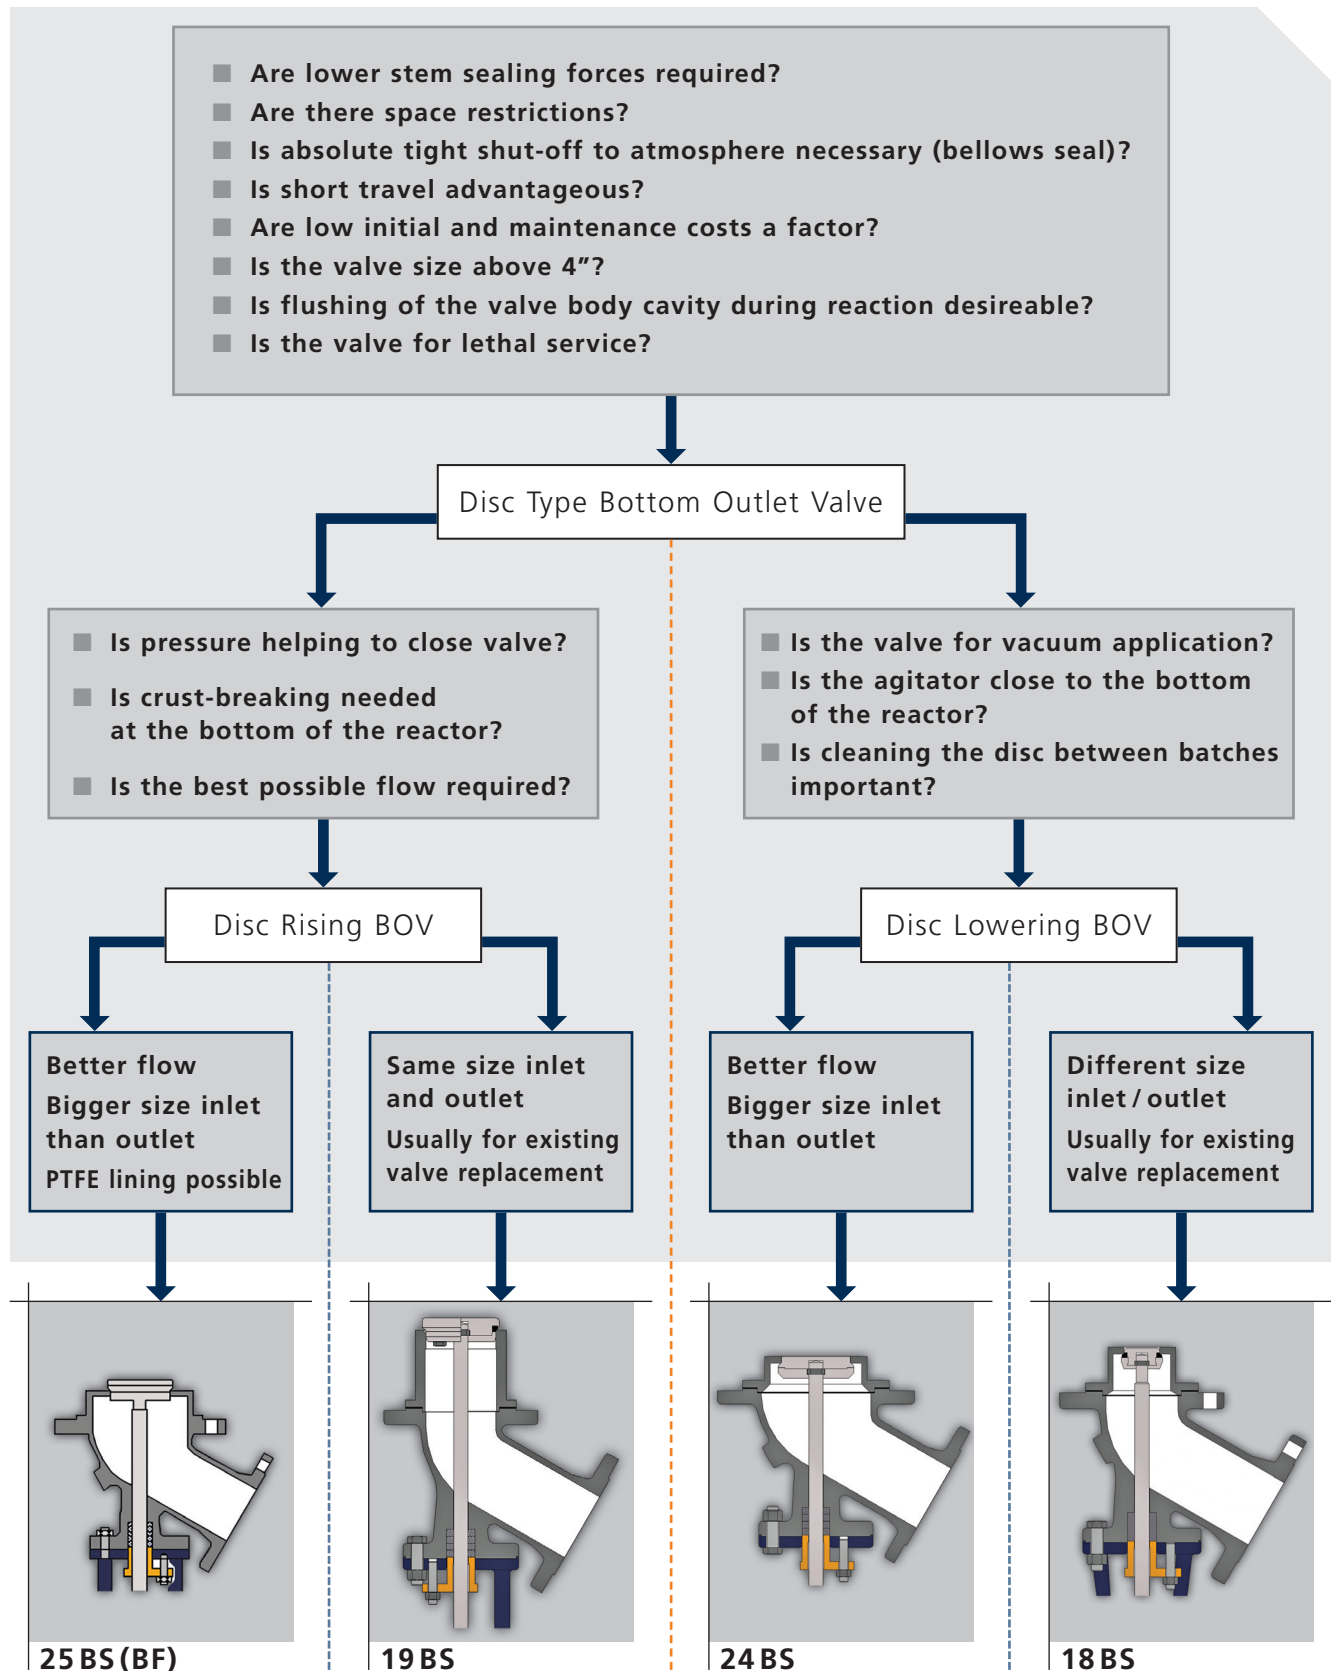 Are lower stem sealing forces required?
Are there space restrictions?
Is absolute tight shut-off to atmosphere necessary (bellows seal)?
Is short travel advantageous?
Are low initial and maintenance costs a factor?
Is the valve size above 4″?
Is flushing of the valve body cavity during reaction desireable?
Is the valve for lethal service?
Disc Type Bottom Outlet Valve
Is pressure helping to close valve?
Is crust-breaking needed
at the bottom of the reactor?
Is the best possible flow required?
Is the valve for vacuum application?
Is the agitator close to the bottom
of the reactor?
Is cleaning the disc between batches
important?
Disc Rising BOV
Disc Lowering BOV
Better flow
Bigger size inlet
than outlet
PTFE lining possible
Same size inlet
and outlet
Usually for existing
valve replacement
Better flow
Bigger size inlet
than outlet
Different size
inlet / outlet
Usually for existing
valve replacement
25 BS (BF)
19 BS
24 BS
18 BS